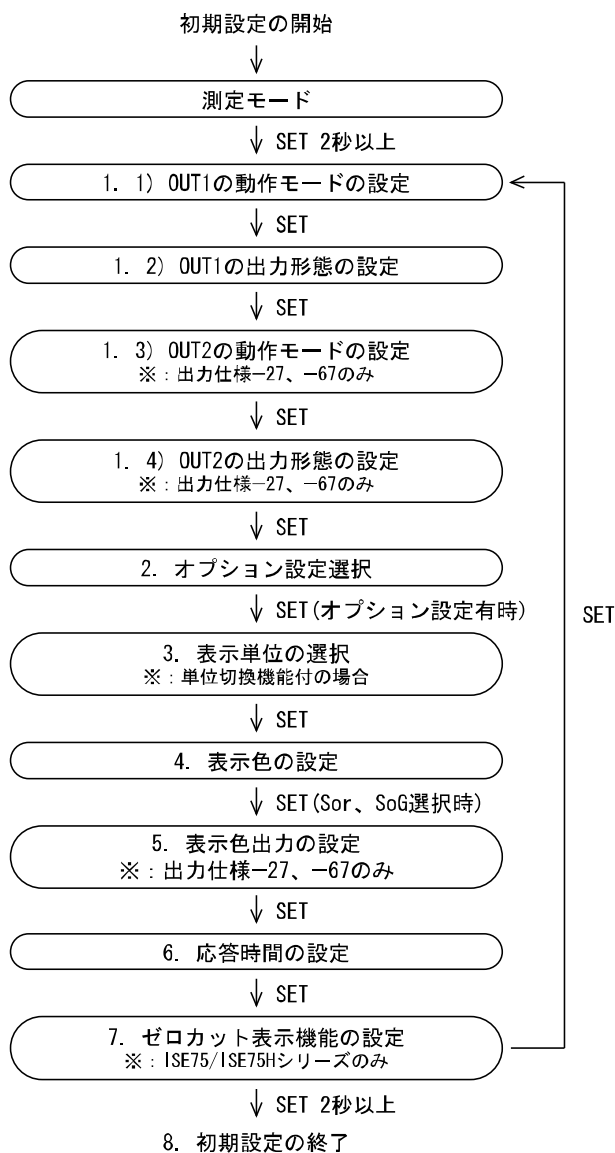 初期設定の開始
測定モード
SET 2秒以上
1. 1) OUT1の動作モードの設定
SET
1. 2) OUT1の出力形態の設定
SET
1. 3) OUT2の動作モードの設定
※:出力仕様-27、-67のみ
SET
1. 4) OUT2の出力形態の設定
※:出力仕様-27、-67のみ
SET
2. オプション設定選択
SET(オプション設定有時)
SET
3. 表示単位の選択
※:単位切換機能付の場合
SET
4. 表示色の設定
SET(Sor、SoG選択時)
5. 表示色出力の設定
※:出力仕様-27、-67のみ
SET
6. 応答時間の設定
SET
7. ゼロカット表示機能の設定
※:ISE75/ISE75Hシリーズのみ
SET 2秒以上
8. 初期設定の終了